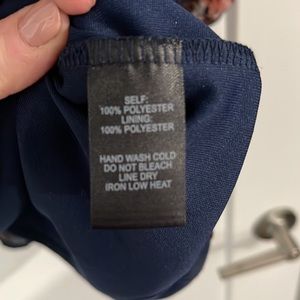 SELF:
100% POLYESTER
LINING:
100% POLYESTER
HAND WASH COLD
DO NOT BLEACH
LINE DRY
IRON LOW HEAT